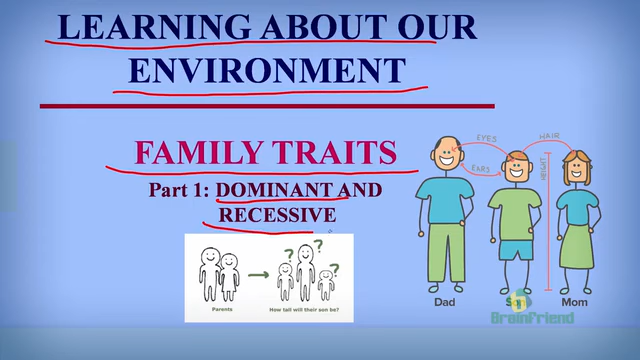 LEARNING ABOUT OUR
ENVIRONMENT
FAMILY TRAITS
Part 1: DOMINANT AND
RECESSIVE
EYES
HAIR
EARS
HEIGHT
? ? ?
Parents
How tall will their son be?
Dad
Son
Mom
BrainFriend